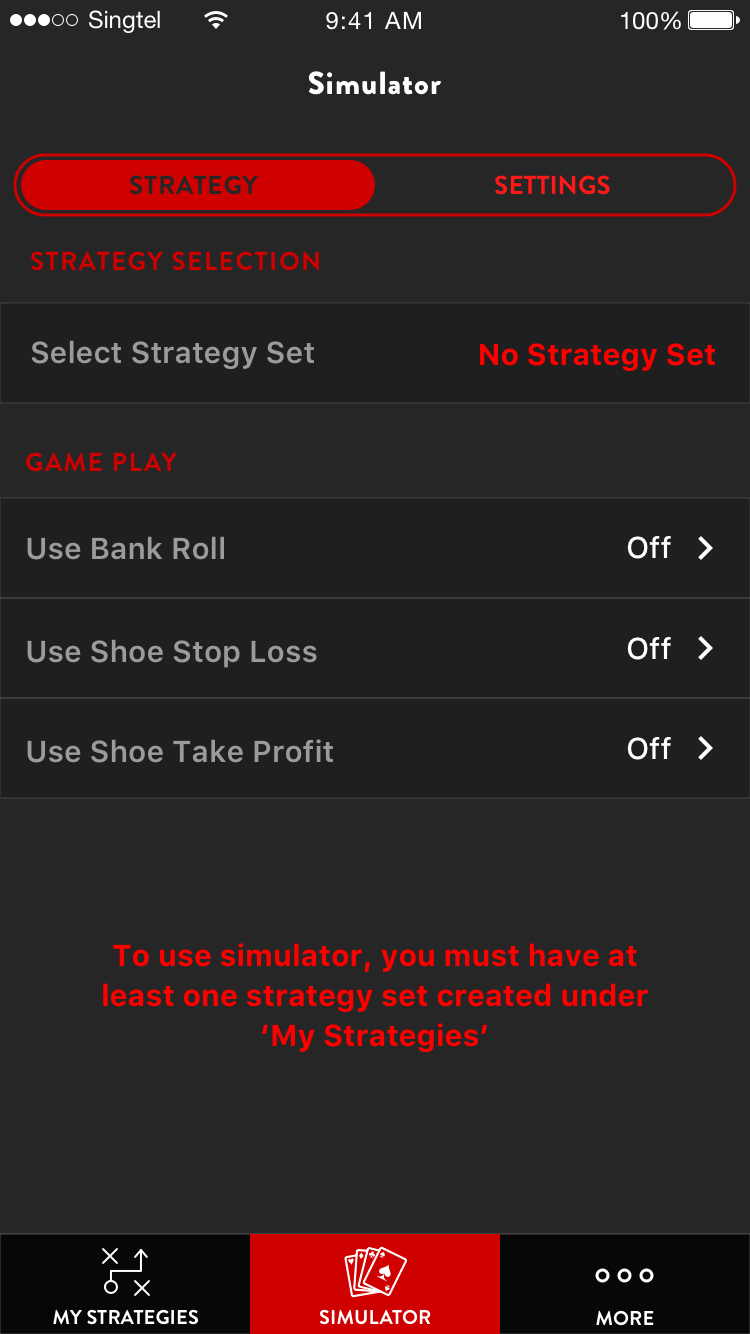 Singtel 9:41 AM 100%
Simulator
STRATEGY SETTINGS
STRATEGY SELECTION
Select Strategy Set No Strategy Set
GAME PLAY
Use Bank Roll Off
Use Shoe Stop Loss Off
Use Shoe Take Profit Off
To use simulator, you must have at
least one strategy set created under
‘My Strategies’
MY STRATEGIES SIMULATOR MORE